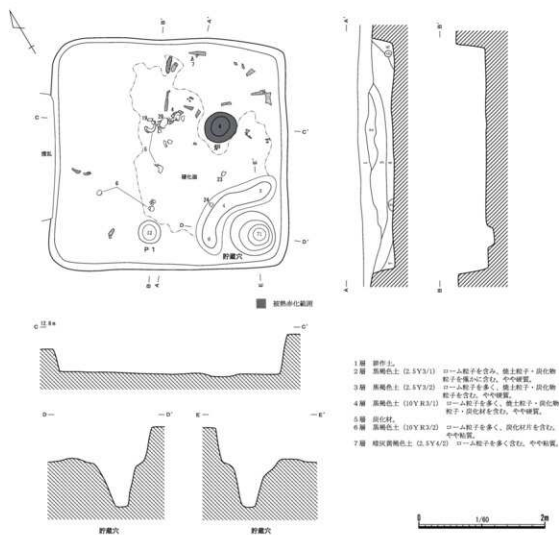 B'
A'
A'
B'
C
C'
撹乱
硬化面
E'
D
D'
P 1
貯蔵穴
B
A
E
A
B
■ 被熱赤化範囲
C 12.8m
C'
D
D'
E
E'
貯蔵穴
貯蔵穴
1層 耕作土。
2層 黒褐色土 (2.5Y3/1) ローム粒子を含み、焼土粒子・炭化物
粒子を僅かに含む。やや硬質。
3層 黒褐色土 (2.5Y3/2) ローム粒子を多く、焼土粒子・炭化物
粒子を含む。やや硬質。
4層 黒褐色土 (10YR3/1) ローム粒子を多く、焼土粒子・炭化物
粒子・炭化材を含む。やや硬質。
5層 炭化材。
6層 黒褐色土 (10YR3/2) ローム粒子を多く、炭化材片を含む。
やや粘質。
7層 暗灰黄褐色土 (2.5Y4/2) ローム粒子を多く含む。やや粘質。
0 1/60 2m